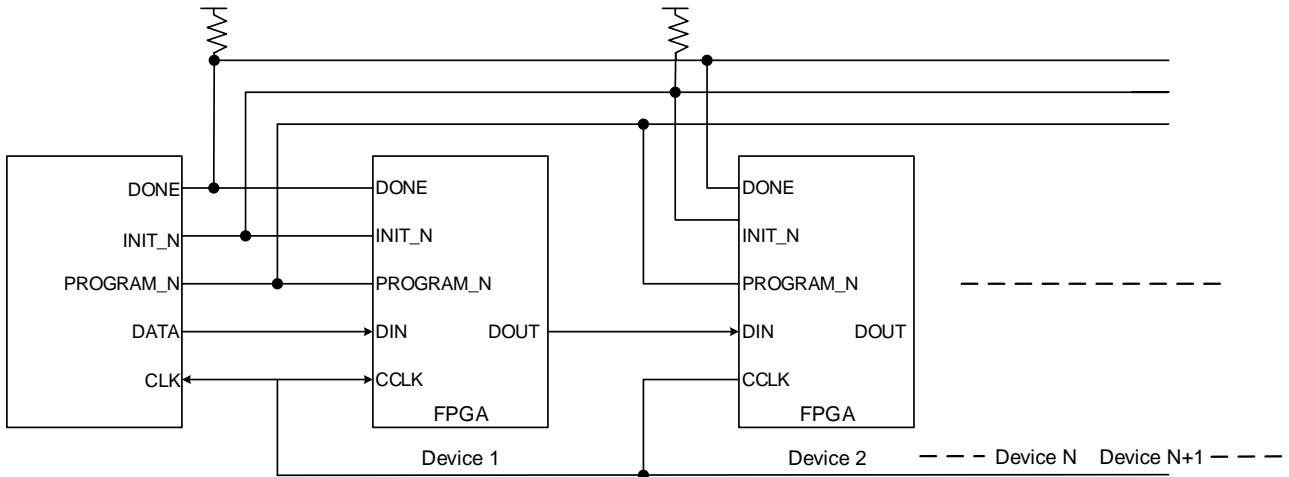 DONE
INIT_N
PROGRAM_N
DATA
CLK
DONE
INIT_N
PROGRAM_N
DIN
DOUT
CCLK
FPGA
Device 1
DONE
INIT_N
PROGRAM_N
DIN
DOUT
CCLK
FPGA
Device 2
Device N
Device N+1